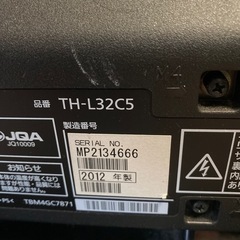 品番 TH-L32C5
JQA
JQ10009
製造番号
SERIAL NO.
MP2134666
2012 年製
お知らせ
TBM4GC7871